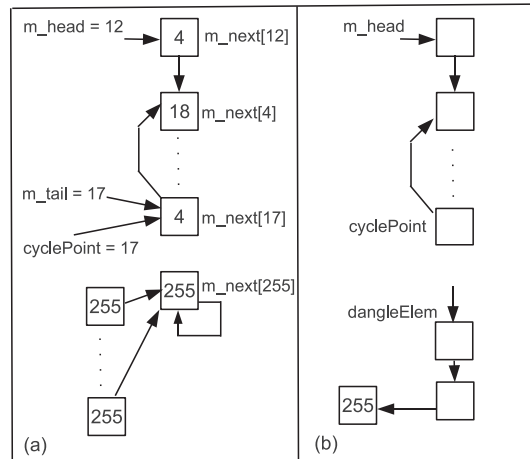 m_head = 12
4
m_next[12]
18
m_next[4]
m_tail = 17
4
m_next[17]
cyclePoint = 17
255
m_next[255]
255
255
(a)
m_head
cyclePoint
dangleElem
255
(b)